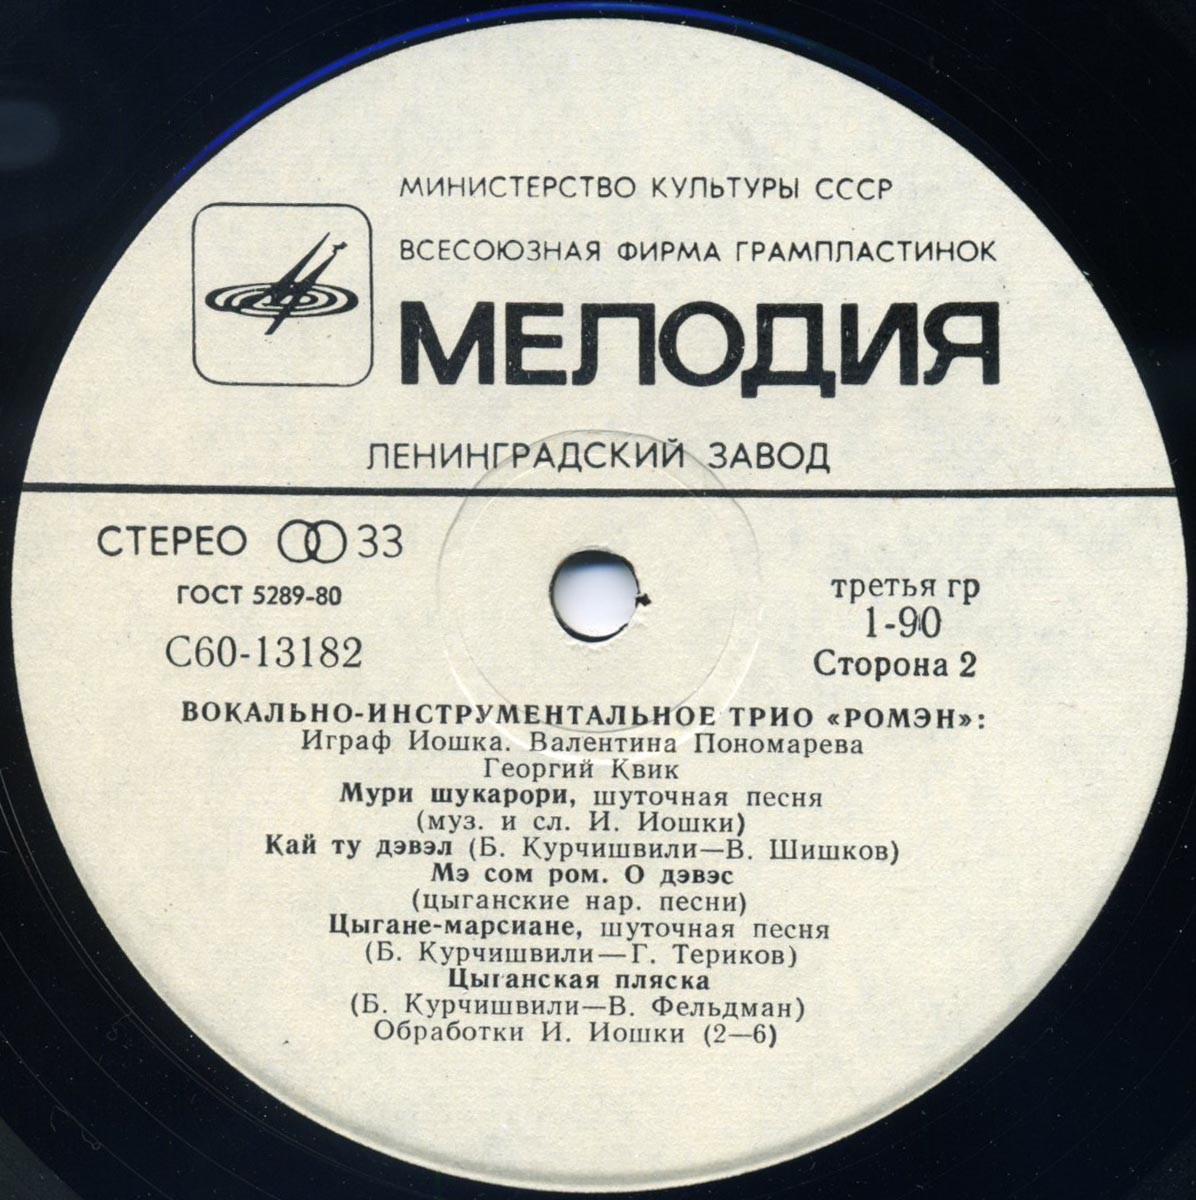 МИНИСТЕРСТВО КУЛЬТУРЫ СССР
ВСЕСОЮЗНАЯ ФИРМА ГРАМПЛАСТИНОК
МЕЛОДИЯ
ЛЕНИНГРАДСКИЙ ЗАВОД
СТЕРЕО 33
ГОСТ 5289-80
С60-13182
третья гр
1-90
Сторона 2
ВОКАЛЬНО-ИНСТРУМЕНТАЛЬНОЕ ТРИО «РОМЭН»:
Играф Иошка. Валентина Пономарева
Георгий Квик
Мури шукарори, шуточная песня
(муз. и сл. И. Иошки)
Кай ту дэвэл (Б. Курчишвили—В. Шишков)
Мэ сом ром. О дэвэс
(цыганские нар. песни)
Цыгане-марсиане, шуточная песня
(Б. Курчишвили—Г. Териков)
Цыганская пляска
(Б. Курчишвили—В. Фельдман)
Обработки И. Иошки (2—6)